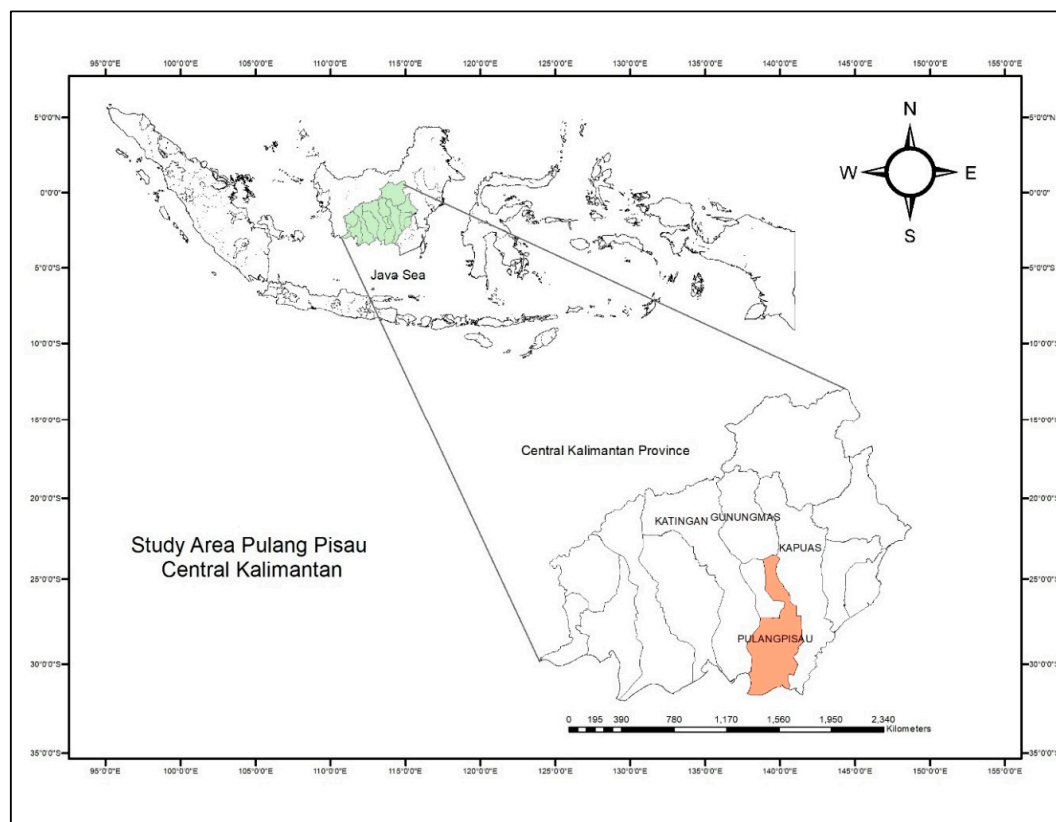 95°0'0"E 100°0'0"E 105°0'0"E 110°0'0"E 115°0'0"E 120°0'0"E 125°0'0"E 130°0'0"E 135°0'0"E 140°0'0"E 145°0'0"E 150°0'0"E 155°0'0"E
N
W E
S
5°0'0"N 5°0'0"N
0°0'0" 0°0'0"
5°0'0"S 5°0'0"S
10°0'0"S 10°0'0"S
15°0'0"S 15°0'0"S
20°0'0"S 20°0'0"S
25°0'0"S 25°0'0"S
30°0'0"S 30°0'0"S
35°0'0"S 35°0'0"S
Java Sea
Central Kalimantan Province
KATINGAN
GUNUNGMAS
KAPUAS
PULANGPISAU
Study Area Pulang Pisau
Central Kalimantan
0 195 390 780 1,170 1,560 1,950 2,340
Kilometers
95°0'0"E 100°0'0"E 105°0'0"E 110°0'0"E 115°0'0"E 120°0'0"E 125°0'0"E 130°0'0"E 135°0'0"E 140°0'0"E 145°0'0"E 150°0'0"E 155°0'0"E